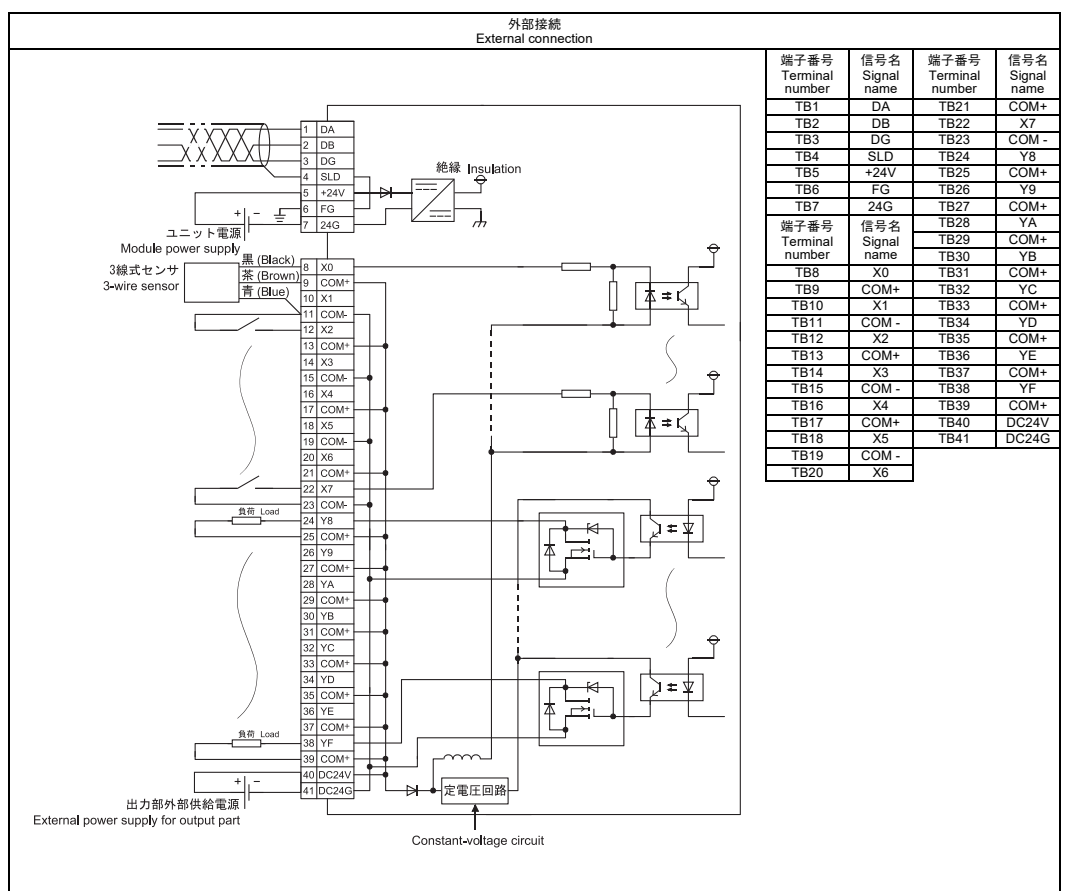 外部接続
External connection
端子番号 Terminal number 信号名 Signal name 端子番号 Terminal number 信号名 Signal name
TB1 DA TB21 COM+
TB2 DB TB22 X7
TB3 DG TB23 COM -
TB4 SLD TB24 Y8
TB5 +24V TB25 COM+
TB6 FG TB26 Y9
TB7 24G TB27 COM+
端子番号 Terminal number 信号名 Signal name TB28 YA
TB29 COM+
TB30 YB
TB8 X0 TB31 COM+
TB9 COM+ TB32 YC
TB10 X1 TB33 COM+
TB11 COM - TB34 YD
TB12 X2 TB35 COM+
TB13 COM+ TB36 YE
TB14 X3 TB37 COM+
TB15 COM - TB38 YF
TB16 X4 TB39 COM+
TB17 COM+ TB40 DC24V
TB18 X5 TB41 DC24G
TB19 COM -
TB20 X6
1 DA
2 DB
3 DG
4 SLD
5 +24V
6 FG
7 24G
絶縁 Insulation
+ -
ユニット電源
Module power supply
3線式センサ
3-wire sensor
黒 (Black)
茶 (Brown)
青 (Blue)
8 X0
9 COM+
10 X1
11 COM-
12 X2
13 COM+
14 X3
15 COM-
16 X4
17 COM+
18 X5
19 COM-
20 X6
21 COM+
22 X7
23 COM-
負荷 Load
24 Y8
25 COM+
26 Y9
27 COM+
28 YA
29 COM+
30 YB
31 COM+
32 YC
33 COM+
34 YD
35 COM+
36 YE
37 COM+
負荷 Load
38 YF
39 COM+
40 DC24V
41 DC24G
+ -
出力部外部供給電源
External power supply for output part
定電圧回路
Constant-voltage circuit